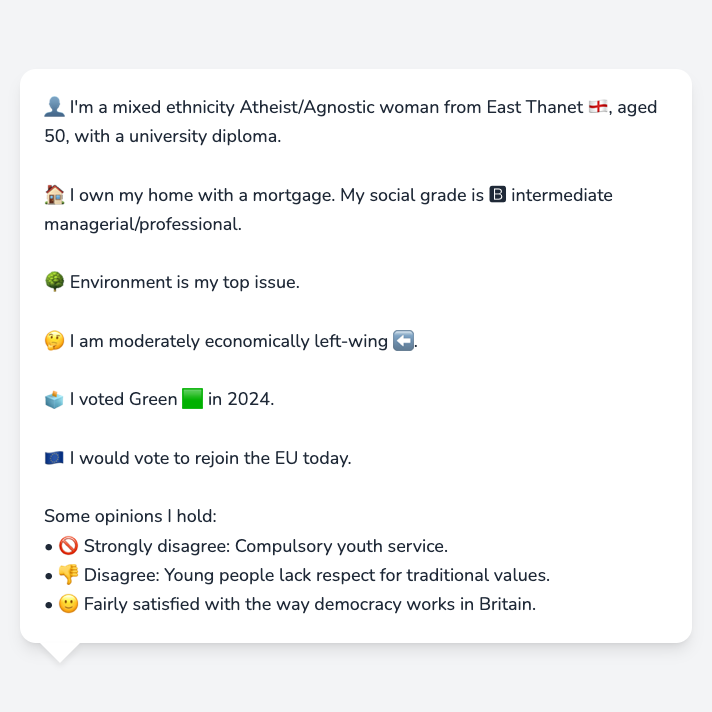 👤 I'm a mixed ethnicity Atheist/Agnostic woman from East Thanet 🏴󠁧󠁢󠁥󠁮󠁧󠁿, aged
50, with a university diploma.
🏠 I own my home with a mortgage. My social grade is 🅱 intermediate
managerial/professional.
🌳 Environment is my top issue.
🤔 I am moderately economically left-wing ⬅️.
🗳️ I voted Green 🟩 in 2024.
🇪🇺 I would vote to rejoin the EU today.
Some opinions I hold:
• 🚫 Strongly disagree: Compulsory youth service.
• 👎 Disagree: Young people lack respect for traditional values.
• 🙂 Fairly satisfied with the way democracy works in Britain.